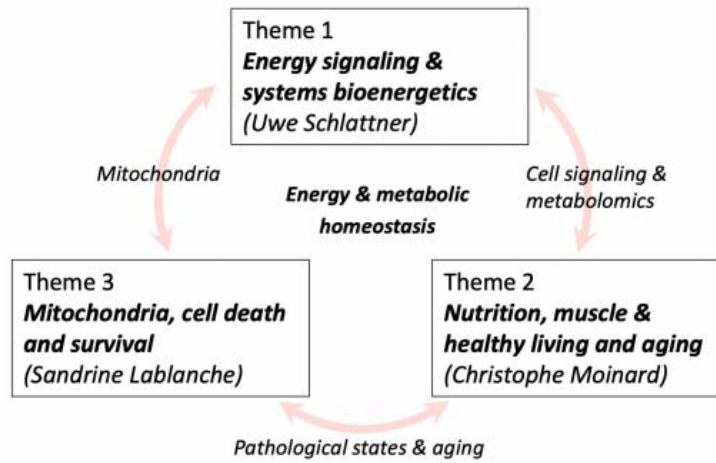 Theme 1
Energy signaling &
systems bioenergetics
(Uwe Schlattner)
Mitochondria
Cell signaling &
metabolomics
Energy & metabolic
homeostasis
Theme 3
Mitochondria, cell death
and survival
(Sandrine Lablanche)
Theme 2
Nutrition, muscle &
healthy living and aging
(Christophe Moinard)
Pathological states & aging